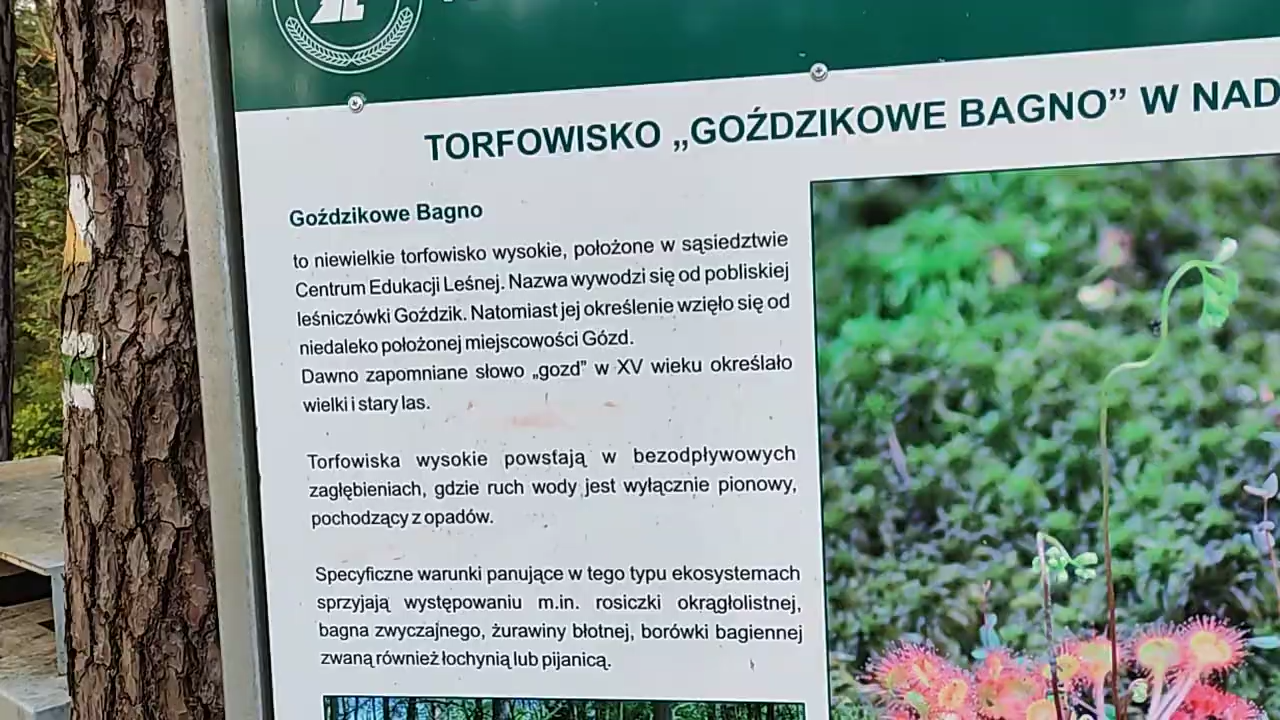 TORFOWISKO „GOŹDZIKOWE BAGNO” W NAD
Goździkowe Bagno
to niewielkie torfowisko wysokie, położone w sąsiedztwie
Centrum Edukacji Leśnej. Nazwa wywodzi się od pobliskiej
leśniczówki Goździk. Natomiast jej określenie wzięło się od
niedaleko położonej miejscowości Gózd.
Dawno zapomniane słowo „gozd” w XV wieku określało
wielki i stary las.
Torfowiska wysokie powstają w bezodpływowych
zagłębieniach, gdzie ruch wody jest wyłącznie pionowy,
pochodzący z opadów.
Specyficzne warunki panujące w tego typu ekosystemach
sprzyjają występowaniu m.in. rosiczki okrągłolistnej,
bagna zwyczajnego, żurawiny błotnej, borówki bagiennej
zwaną również łochynią lub pijanicą.